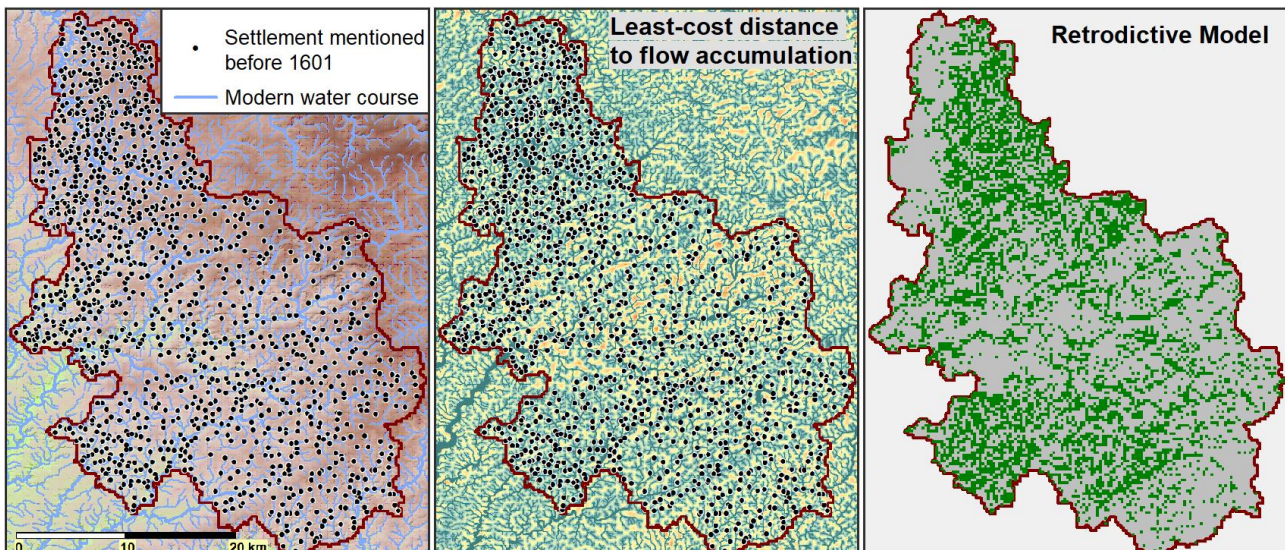 Settlement mentioned
before 1601
Modern water course
0 10 20 km
Least-cost distance
to flow accumulation
Retrodictive Model